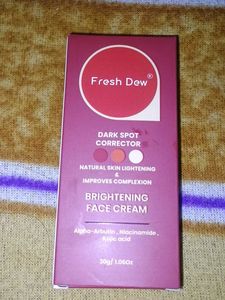 Fresh Dew®
DARK SPOT
CORRECTOR
NATURAL SKIN LIGHTENING
&
IMPROVES COMPLEXION
BRIGHTENING
FACE CREAM
Alpha-Arbutin , Niacinamide ,
Kojic acid
30g/ 1.06Oz